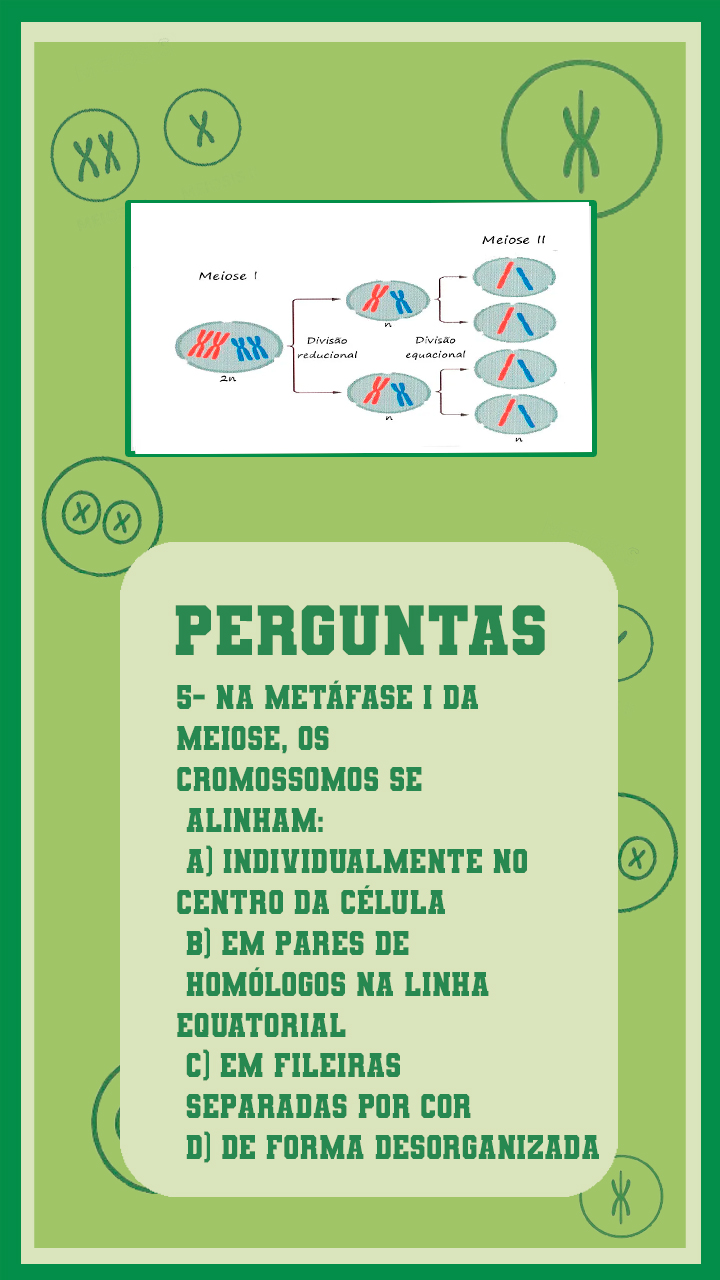 Meiose II
Meiose I
n
Divisão
reducional
Divisão
equacional
2n
n
n
PERGUNTAS
5- NA METÁFASE I DA
MEIOSE, OS
CROMOSSOMOS SE
ALINHAM:
A) INDIVIDUALMENTE NO
CENTRO DA CÉLULA
B) EM PARES DE
HOMÓLOGOS NA LINHA
EQUATORIAL
C) EM FILEIRAS
SEPARADAS POR COR
D) DE FORMA DESORGANIZADA